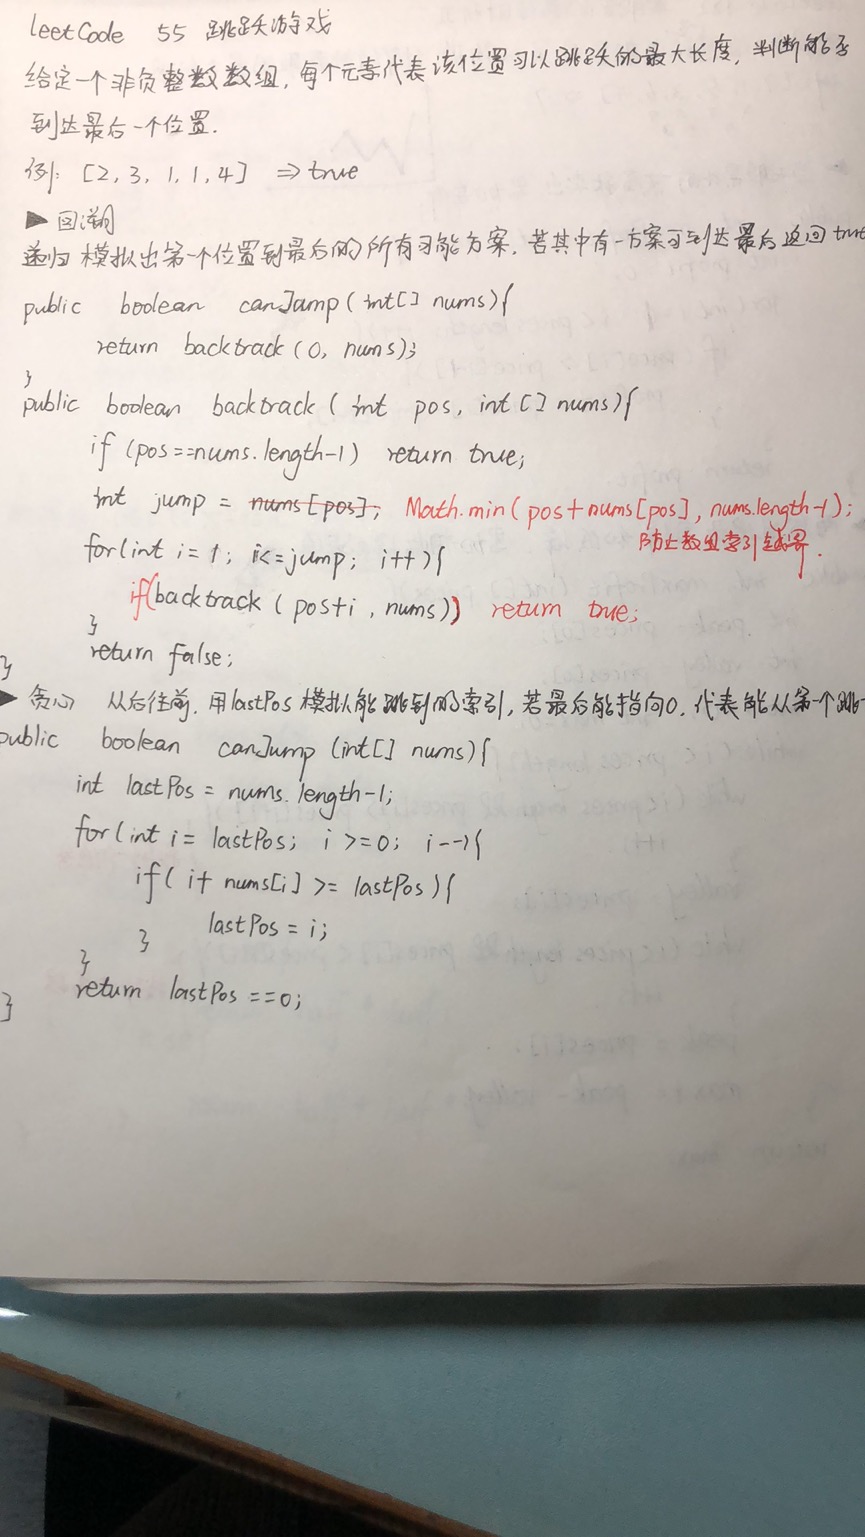 leetCode 55 跳跃游戏
给定一个非负整数数组, 每个元素代表该位置可以跳跃的最大长度, 判断能否
到达最后一个位置.
例: [2, 3, 1, 1, 4] => true
▶ 回溯
递归 模拟出第一个位置到最后的所有可能方案, 若其中有一方案可到达最后返回true
public boolean canJump(int[] nums){
return backtrack(0, nums);
}
public boolean backtrack(int pos, int[] nums){
if (pos==nums.length-1) return true;
int jump = nums[pos]; Math.min(pos+nums[pos], nums.length-1);
防止数组索引越界.
for(int i = 1; i<=jump; i++){
if(backtrack(pos+i, nums)) return true;
}
return false;
}
▶ 贪心 从后往前, 用lastPos模拟能跳到的索引, 若最后能指向0, 代表能从第一个跳
public boolean canJump(int[] nums){
int lastPos = nums.length-1;
for(int i = lastPos; i >=0; i--){
if(i+nums[i] >= lastPos){
lastPos = i;
}
}
return lastPos ==0;
}